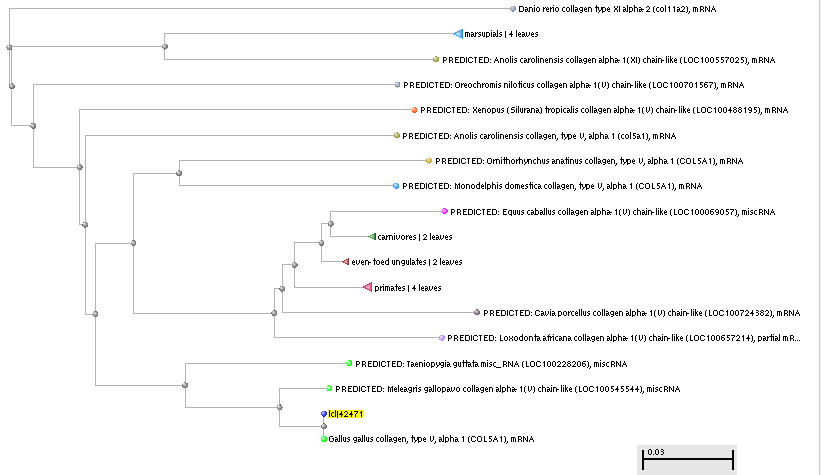 Danio rerio collagen type XI alpha-2 (col11a2), mRNA
marsupials | 4 leaves
PREDICTED: Anolis carolinensis collagen alpha-1(XI) chain-like (LOC100557025), mRNA
PREDICTED: Oreochromis niloticus collagen alpha-1(V) chain-like (LOC100701567), mRNA
PREDICTED: Xenopus (Silurana) tropicalis collagen alpha-1(V) chain-like (LOC100488195), mRNA
PREDICTED: Anolis carolinensis collagen, type V, alpha 1 (col5a1), mRNA
PREDICTED: Ornithorhynchus anatinus collagen, type V, alpha 1 (COL5A1), mRNA
PREDICTED: Monodelphis domestica collagen, type V, alpha 1 (COL5A1), mRNA
PREDICTED: Equus caballus collagen alpha-1(V) chain-like (LOC100069057), miscRNA
carnivores | 2 leaves
even-toed ungulates | 2 leaves
primates | 4 leaves
PREDICTED: Cavia porcellus collagen alpha-1(V) chain-like (LOC100724382), mRNA
PREDICTED: Loxodonta africana collagen alpha-1(V) chain-like (LOC100657214), partial mR...
PREDICTED: Taeniopygia guttata misc_RNA (LOC100228206), miscRNA
PREDICTED: Meleagris gallopavo collagen alpha-1(V) chain-like (LOC100545544), miscRNA
lcl|42471
Gallus gallus collagen, type V, alpha 1 (COL5A1), mRNA
0.03